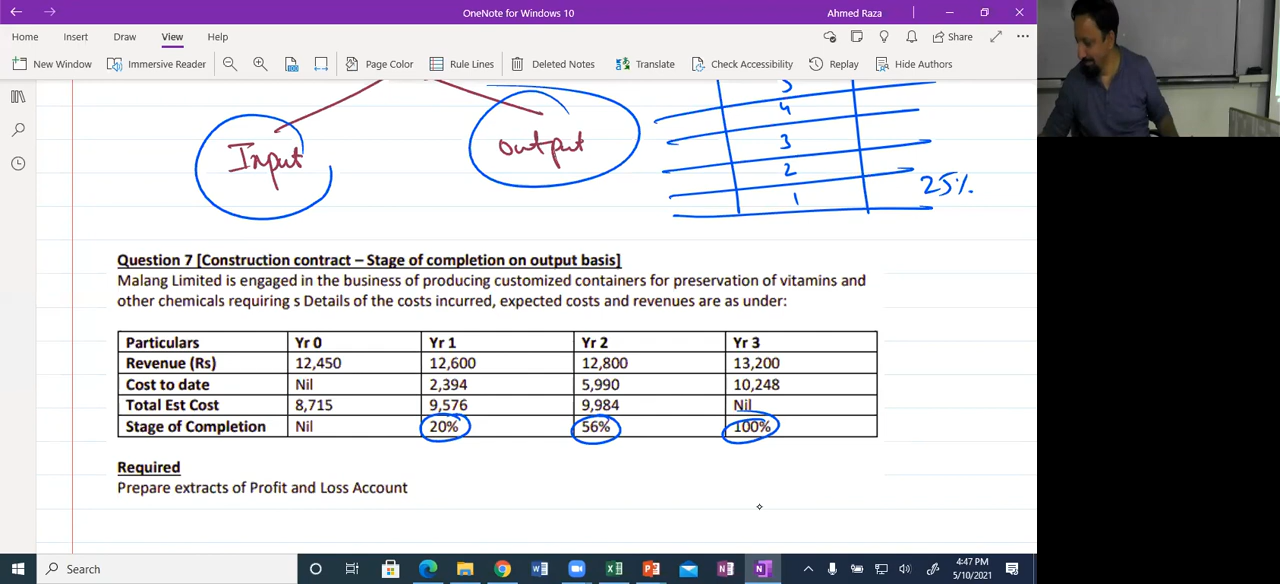 OneNote for Windows 10
Ahmed Raza
Home Insert Draw View Help
Share
New Window Immersive Reader Page Color Rule Lines Deleted Notes Translate Check Accessibility Replay Hide Authors
4
3
2
1
25%
Input
output
Question 7 [Construction contract – Stage of completion on output basis]
Malang Limited is engaged in the business of producing customized containers for preservation of vitamins and
other chemicals requiring s Details of the costs incurred, expected costs and revenues are as under:
Particulars Yr 0 Yr 1 Yr 2 Yr 3
Revenue (Rs) 12,450 12,600 12,800 13,200
Cost to date Nil 2,394 5,990 10,248
Total Est Cost 8,715 9,576 9,984 Nil
Stage of Completion Nil 20% 56% 100%
Required
Prepare extracts of Profit and Loss Account
Search
4:47 PM
5/10/2021